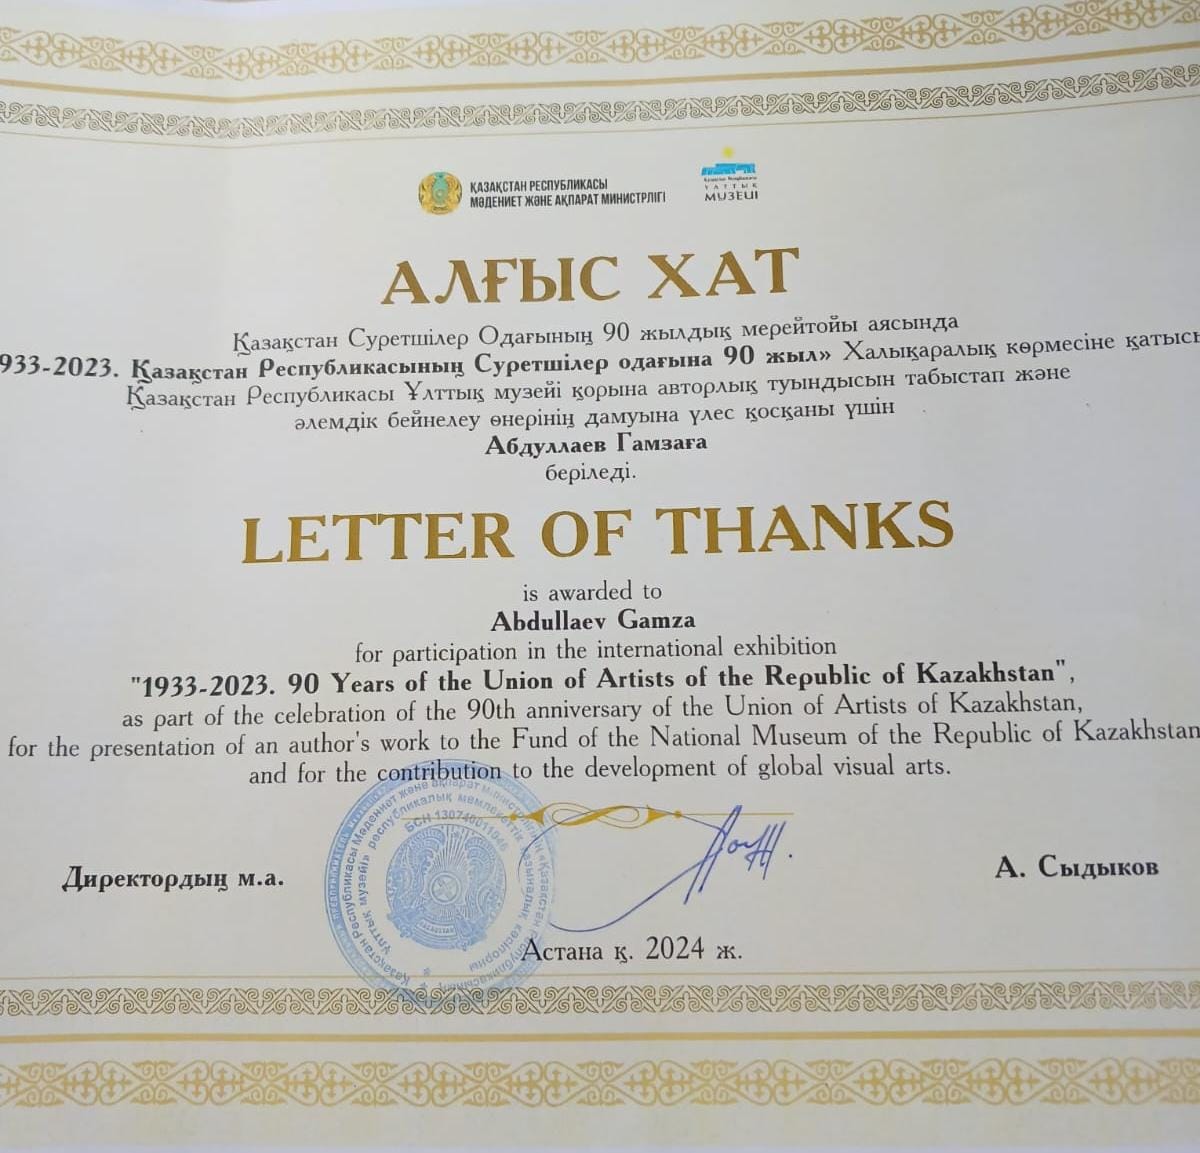 ҚАЗАҚСТАН РЕСПУБЛИКАСЫ
МӘДЕНИЕТ ЖӘНЕ АҚПАРАТ МИНИСТРЛІГІ
ҰЛТТЫҚ
МУЗЕЙІ
АЛҒЫС ХАТ
Қазақстан Суретшілер Одағының 90 жылдық мерейтойы аясында
933-2023. Қазақстан Республикасының Суретшілер одағына 90 жыл» Халықаралық көрмесіне қатысы
Қазақстан Республикасы Ұлттық музейі қорына авторлық туындысын табыстап және
әлемдік бейнелеу өнерінің дамуына үлес қосқаны үшін
Абдуллаев Гамзаға
беріледі.
LETTER OF THANKS
is awarded to
Abdullaev Gamza
for participation in the international exhibition
"1933-2023. 90 Years of the Union of Artists of the Republic of Kazakhstan",
as part of the celebration of the 90th anniversary of the Union of Artists of Kazakhstan,
for the presentation of an author's work to the Fund of the National Museum of the Republic of Kazakhstan
and for the contribution to the development of global visual arts.
БСН 130740011048
Директордың м.а.
А. Сыдыков
Астана қ. 2024 ж.